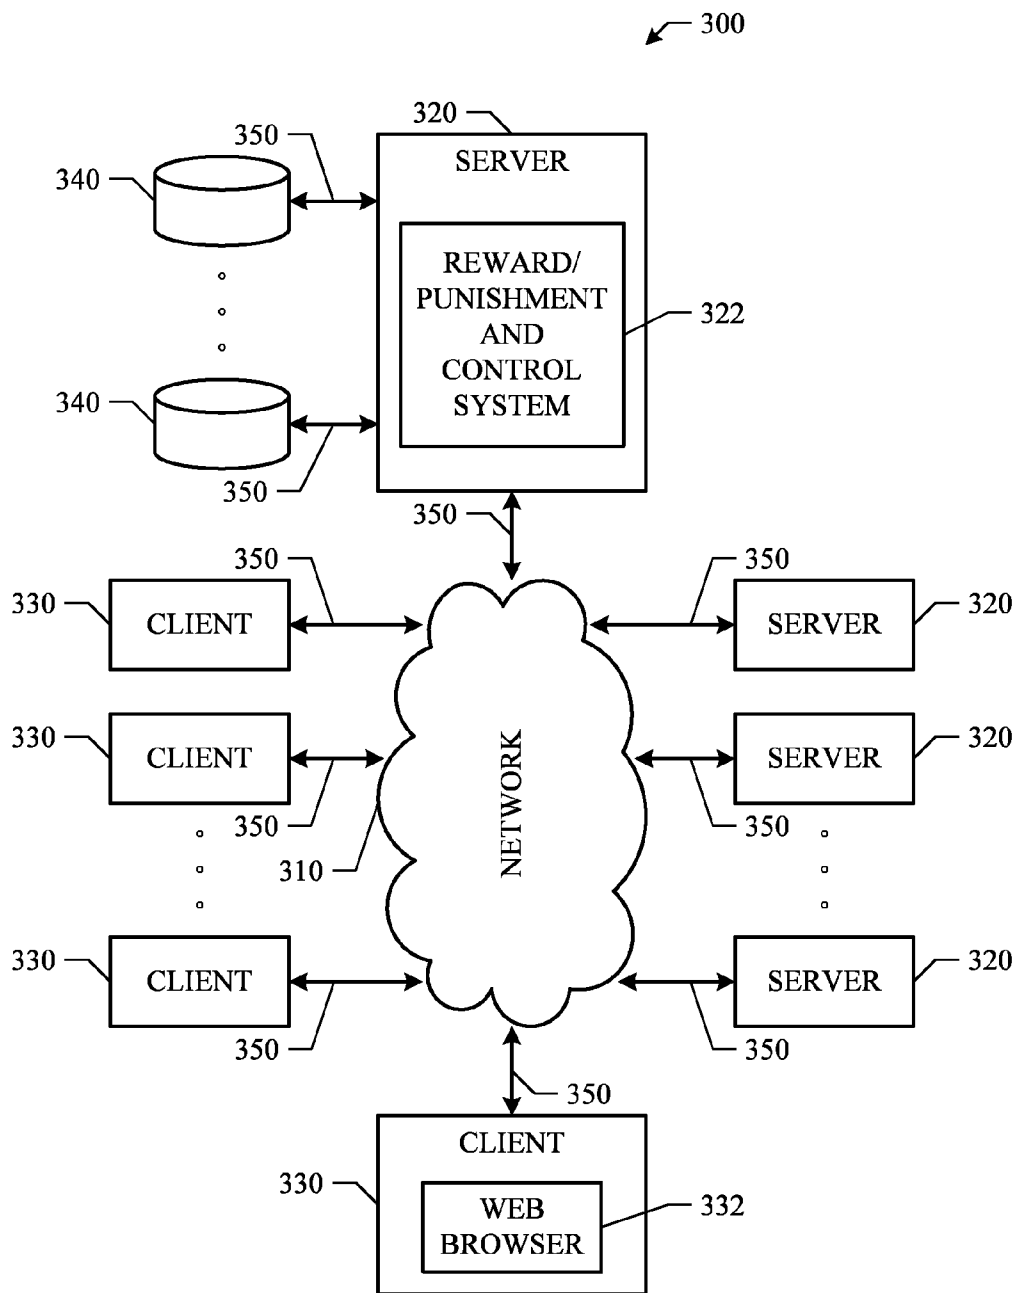 300
320
350
SERVER
340
REWARD/
PUNISHMENT
AND
CONTROL
SYSTEM
322
340
350
350
350
350
330
CLIENT
SERVER
320
330
CLIENT
SERVER
320
NETWORK
350
350
310
330
CLIENT
SERVER
320
350
350
350
CLIENT
330
WEB
BROWSER
332